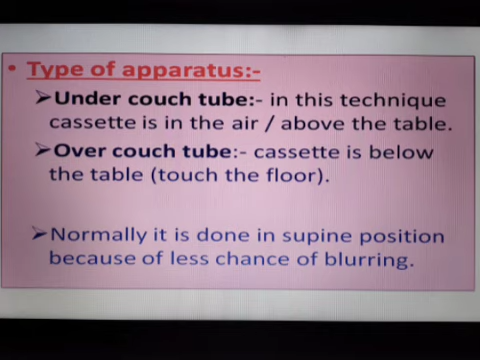 • Type of apparatus:-
➤Under couch tube:- in this technique
cassette is in the air / above the table.
➤Over couch tube:- cassette is below
the table (touch the floor).
➤Normally it is done in supine position
because of less chance of blurring.